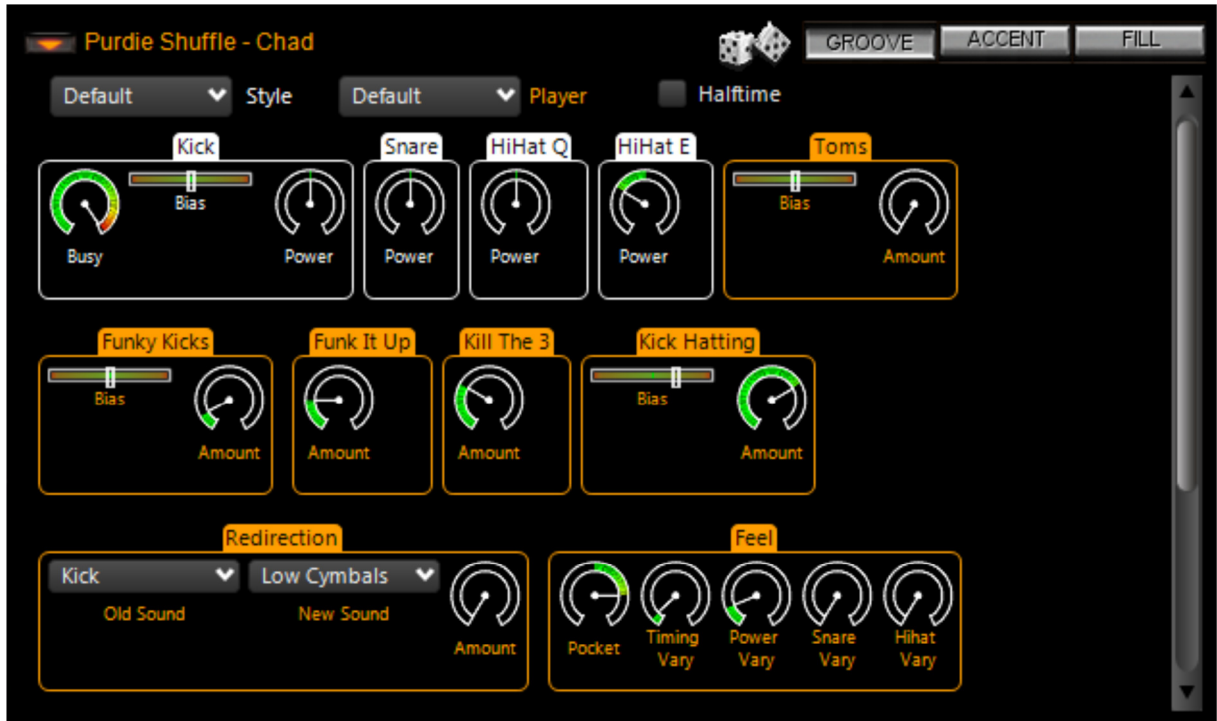 Purdie Shuffle - Chad
GROOVE ACCENT FILL
Default Style Default Player Halftime
Kick Snare HiHat Q HiHat E Toms
Bias Bias
Busy Power Power Power Power Amount
Funky Kicks Funk It Up Kill The 3 Kick Hatting
Bias Bias
Amount Amount Amount Amount
Redirection Feel
Kick Low Cymbals
Old Sound New Sound
Amount Pocket Timing Power Snare Hihat
Vary Vary Vary Vary